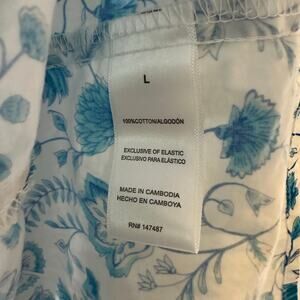 L
100%COTTON/ALGODÓN
EXCLUSIVE OF ELASTIC
EXCLUSIVO PARA ELÁSTICO
MADE IN CAMBODIA
HECHO EN CAMBOYA
RN# 147487